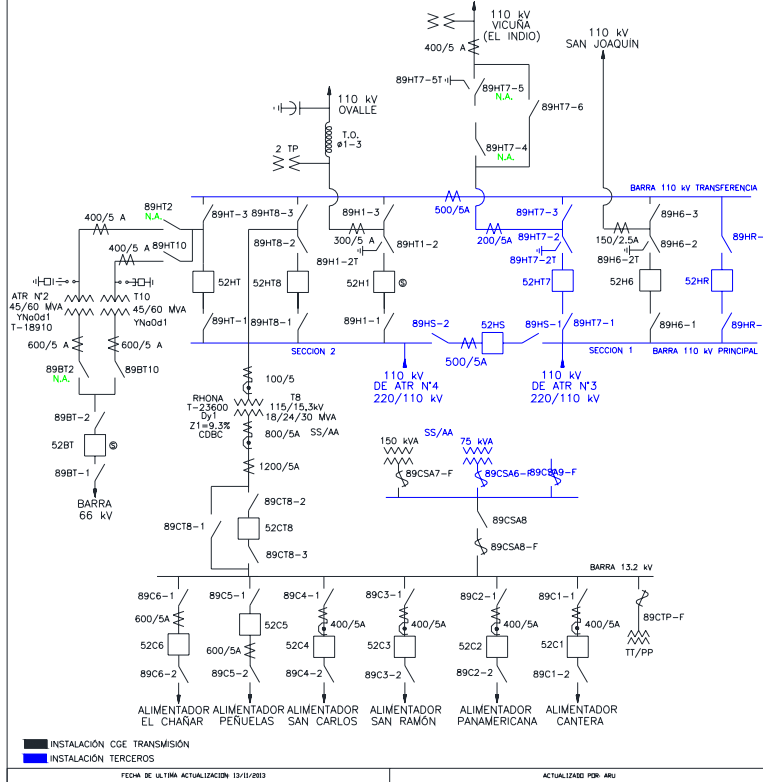 110 kV
VICUÑA
(EL INDIO)
400/5 A
110 kV
SAN JOAQUÍN
89HT7-5T
89HT7-5
N.A.
89HT7-6
110 kV
OVALLE
T.O.
ø1-3
2 TP
89HT7-4
N.A.
BARRA 110 kV TRANSFERENCIA
500/5A
89HT2
N.A.
400/5 A
89HT-3
89HT8-3
89H1-3
89HT7-3
89H6-3
400/5 A
89HT10
89HT8-2
300/5 A
89HT1-2
200/5A
89HT7-2
150/2.5A
89H6-2
89HR-
89H1-2T
89HT7-2T
89H6-2T
52HT
52HT8
52H1
S
52HT7
52H6
52HR
ATR N°2
45/60 MVA
YNa0d1
T-18910
T10
45/60 MVA
YNa0d1
89HT-1
89HT8-1
89H1-1
89HS-2
52HS
89HS-1
89HT7-1
89H6-1
89HR-
600/5 A
600/5 A
SECCION 2
500/5A
SECCION 1
BARRA 110 kV PRINCIPAL
89BT2
N.A.
89BT10
110 kV
DE ATR N°4
220/110 kV
110 kV
DE ATR N°3
220/110 kV
100/5
RHONA
T-23600
Dy1
Z1=9.3%
CDBC
T8
115/15.3kV
18/24/30 MVA
800/5A
SS/AA
89BT-2
52BT
S
89BT-1
BARRA
66 kV
1200/5A
150 kVA
SS/AA
75 kVA
89CSA7-F
89CSA6-F
89CSA9-F
89CT8-2
89CT8-1
52CT8
89CT8-3
89CSA8
89CSA8-F
BARRA 13.2 kV
89C6-1
89C5-1
89C4-1
89C3-1
89C2-1
89C1-1
89CTP-F
600/5A
52C5
400/5A
400/5A
400/5A
400/5A
52C6
600/5A
52C4
52C3
52C2
52C1
TT/PP
89C6-2
89C5-2
89C4-2
89C3-2
89C2-2
89C1-2
ALIMENTADOR
EL CHAÑAR
ALIMENTADOR
PEÑUELAS
ALIMENTADOR
SAN CARLOS
ALIMENTADOR
SAN RAMÓN
ALIMENTADOR
PANAMERICANA
ALIMENTADOR
CANTERA
INSTALACIÓN CGE TRANSMISIÓN
INSTALACIÓN TERCEROS
FECHA DE ULTIMA ACTUALIZACION: 13/11/2013
ACTUALIZADO POR: ARU